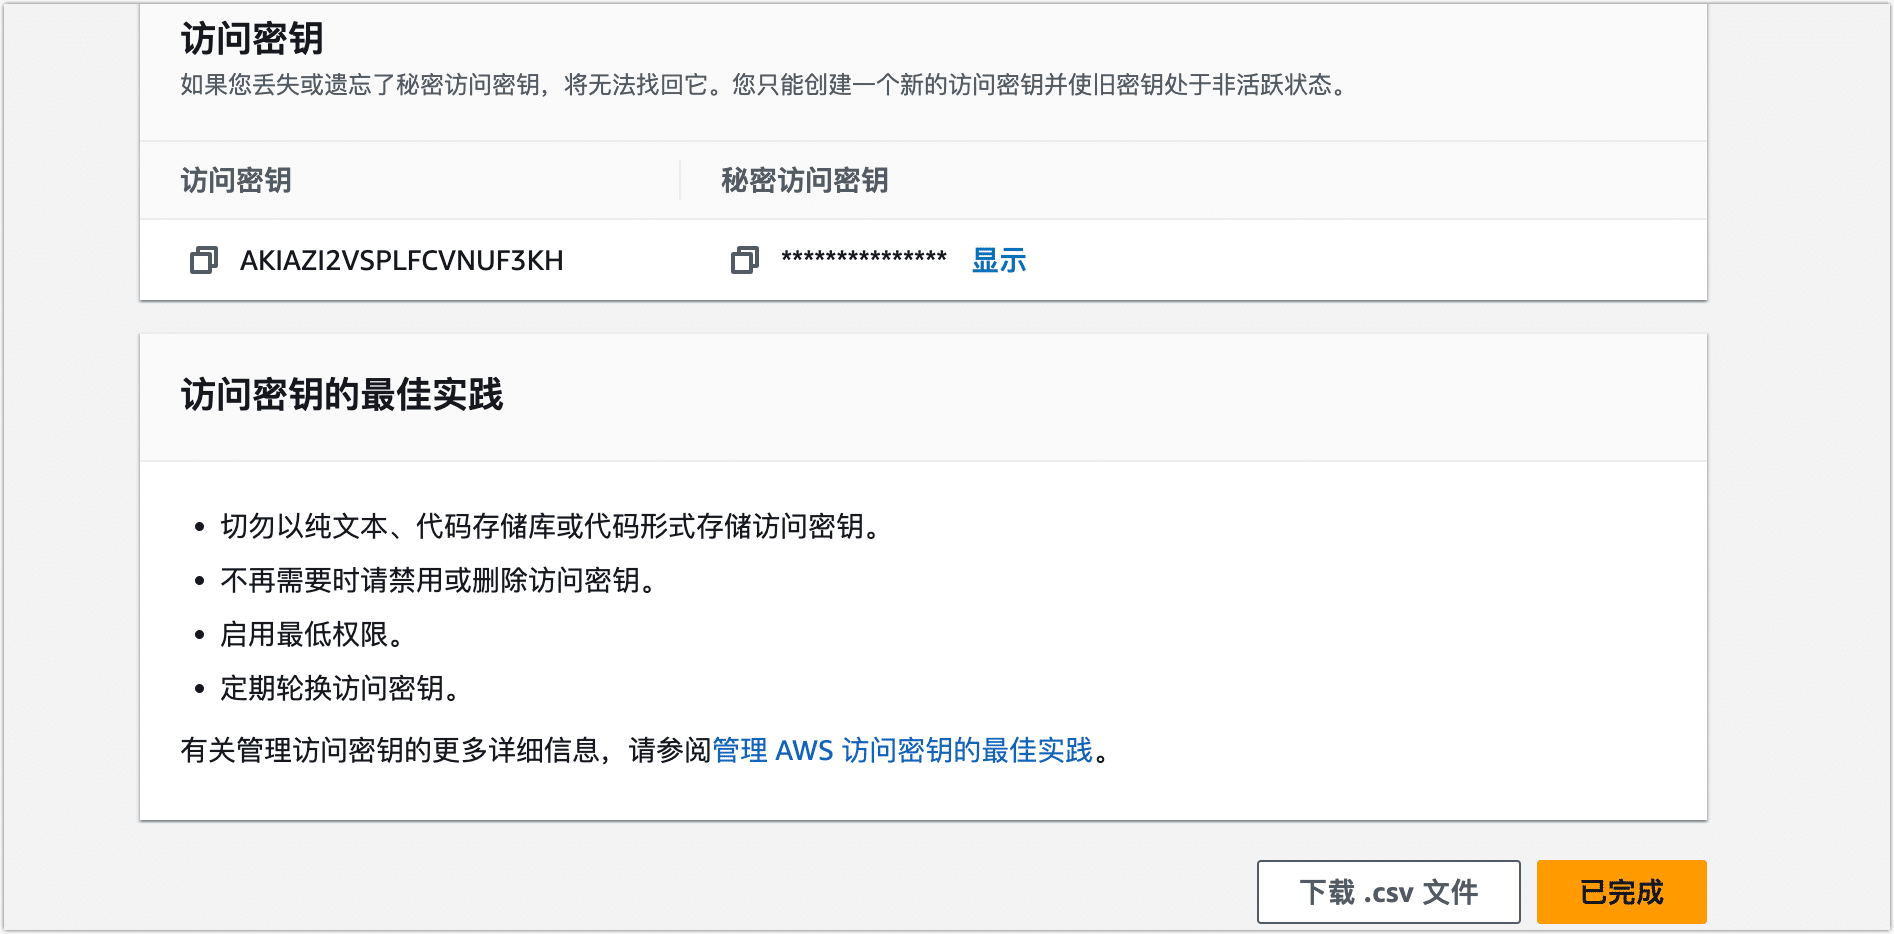 访问密钥
如果您丢失或遗忘了秘密访问密钥，将无法找回它。您只能创建一个新的访问密钥并使旧密钥处于非活跃状态。
访问密钥
秘密访问密钥
AKIAZI2VSPLFCVNUF3KH
***************
显示
访问密钥的最佳实践
• 切勿以纯文本、代码存储库或代码形式存储访问密钥。
• 不再需要时请禁用或删除访问密钥。
• 启用最低权限。
• 定期轮换访问密钥。
有关管理访问密钥的更多详细信息，请参阅管理 AWS 访问密钥的最佳实践。
下载 .csv 文件
已完成